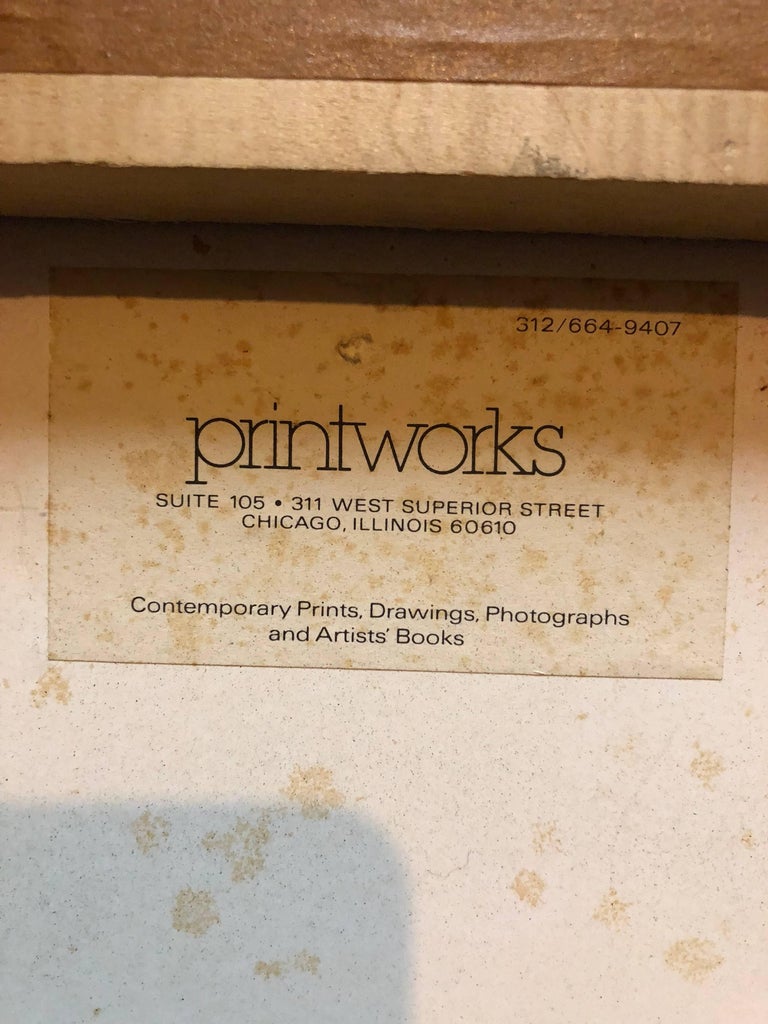 312/664-9407
printworks
SUITE 105 • 311 WEST SUPERIOR STREET
CHICAGO, ILLINOIS 60610
Contemporary Prints, Drawings, Photographs
and Artists' Books